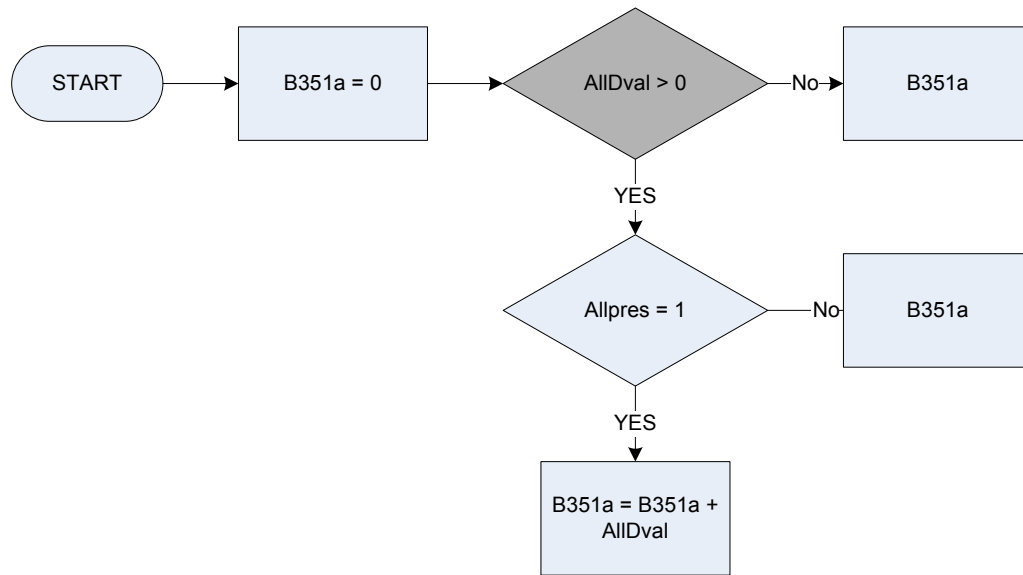 START
B351a = 0
AllDval > 0
No
B351a
YES
Allpres = 1
No
B351a
YES
B351a = B351a +
AllDval